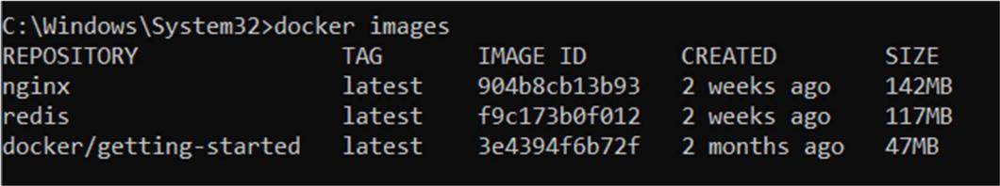 C:\Windows\System32>docker images
REPOSITORY TAG IMAGE ID CREATED SIZE
nginx latest 904b8cb13b93 2 weeks ago 142MB
redis latest f9c173b0f012 2 weeks ago 117MB
docker/getting-started latest 3e4394f6b72f 2 months ago 47MB